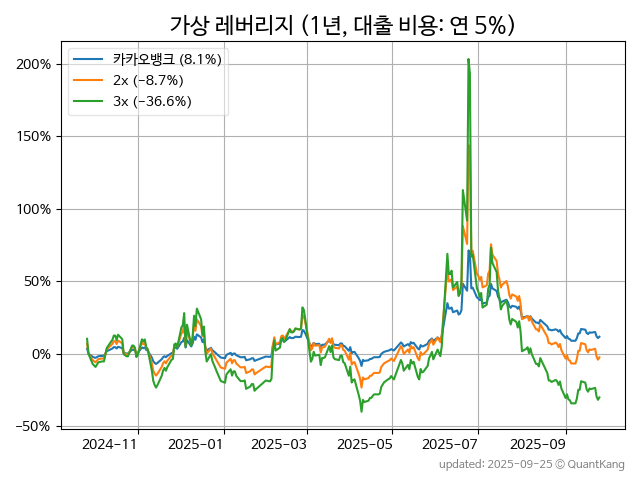 가상 레버리지 (1년, 대출 비용: 연 5%)
카카오뱅크 (8.1%)
2x (−8.7%)
3x (−36.6%)
200%
150%
100%
50%
0%
−50%
2024-11 2025-01 2025-03 2025-05 2025-07 2025-09
updated: 2025-09-25 © QuantKang